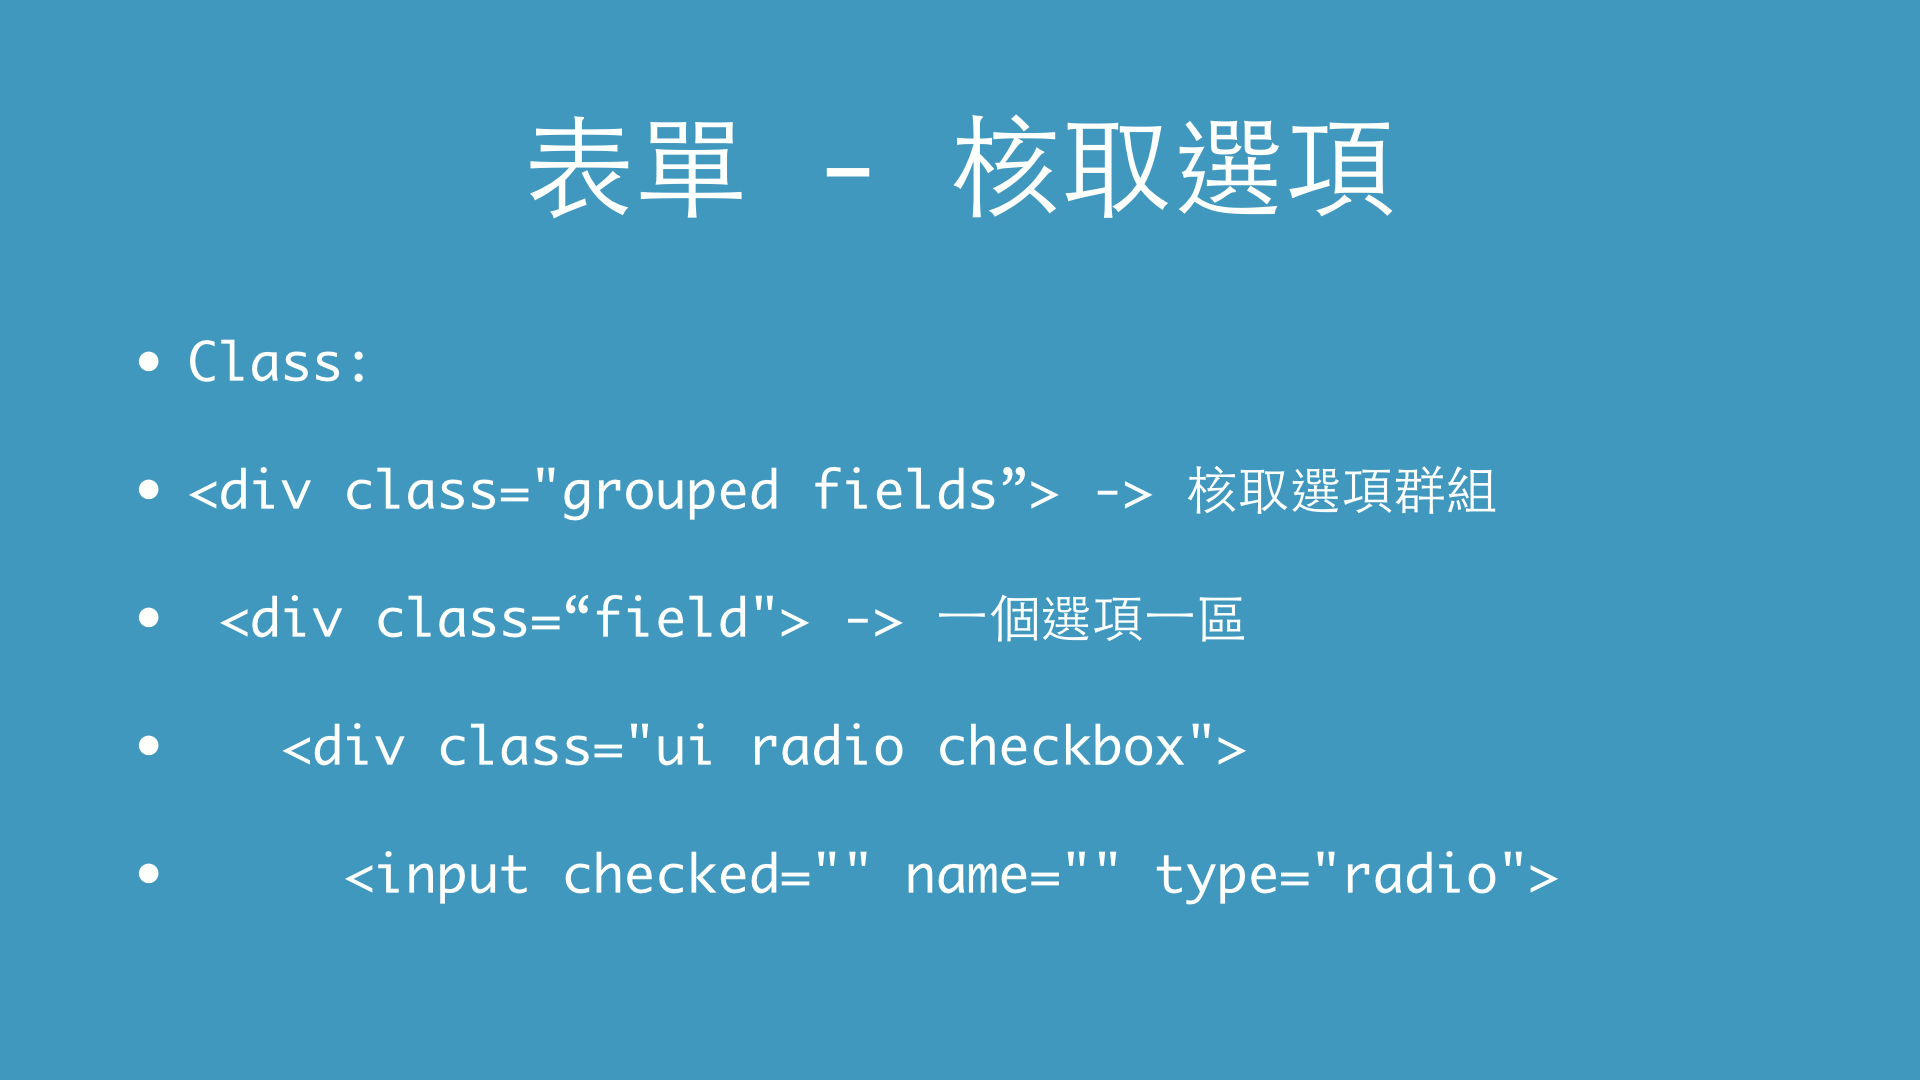 表單 - 核取選項
• Class:
• <div class="grouped fields”> -> 核取選項群組
• <div class=“field"> -> 一個選項一區
• <div class="ui radio checkbox">
• <input checked="" name="" type="radio">